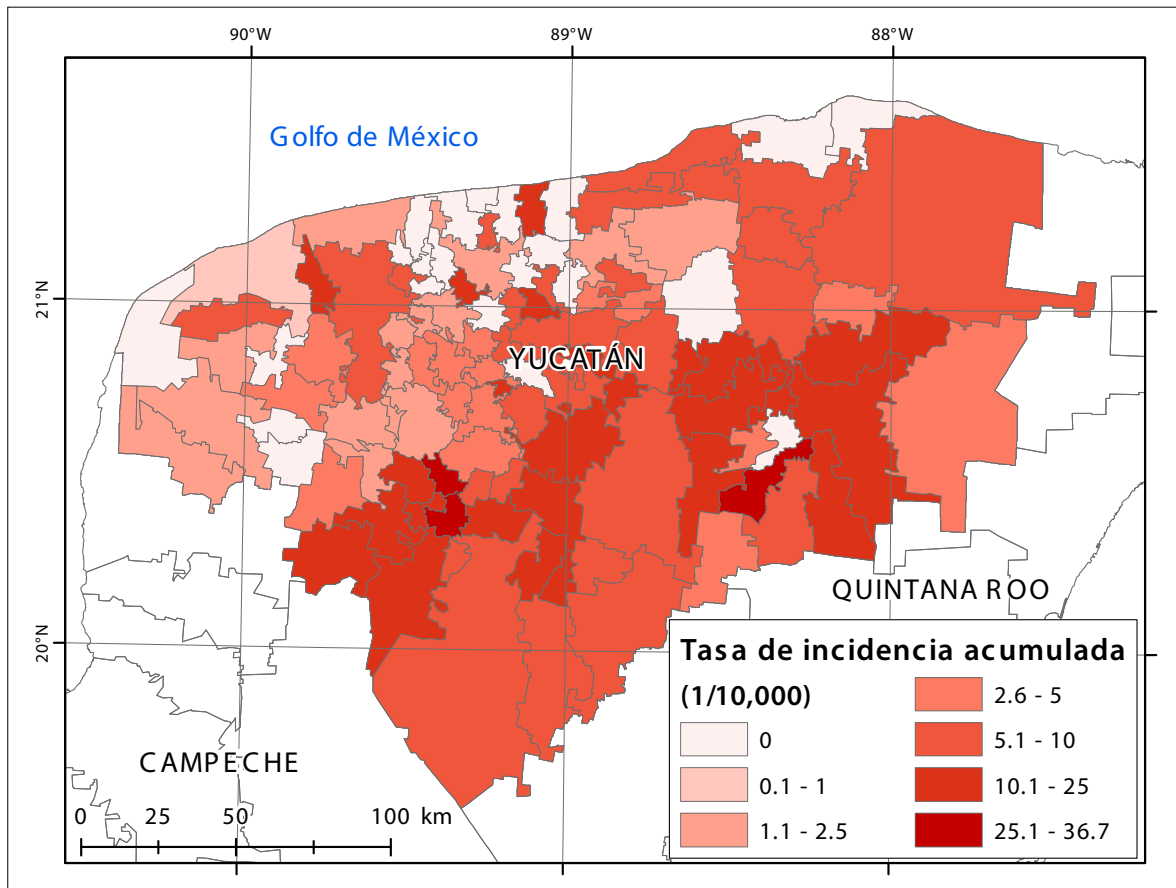 90°W
89°W
88°W
Golfo de México
21°N
YUCATÁN
QUINTANA ROO
20°N
CAMPECHE
0 25 50 100 km
Tasa de incidencia acumulada
(1/10,000)
0
0.1 - 1
1.1 - 2.5
2.6 - 5
5.1 - 10
10.1 - 25
25.1 - 36.7